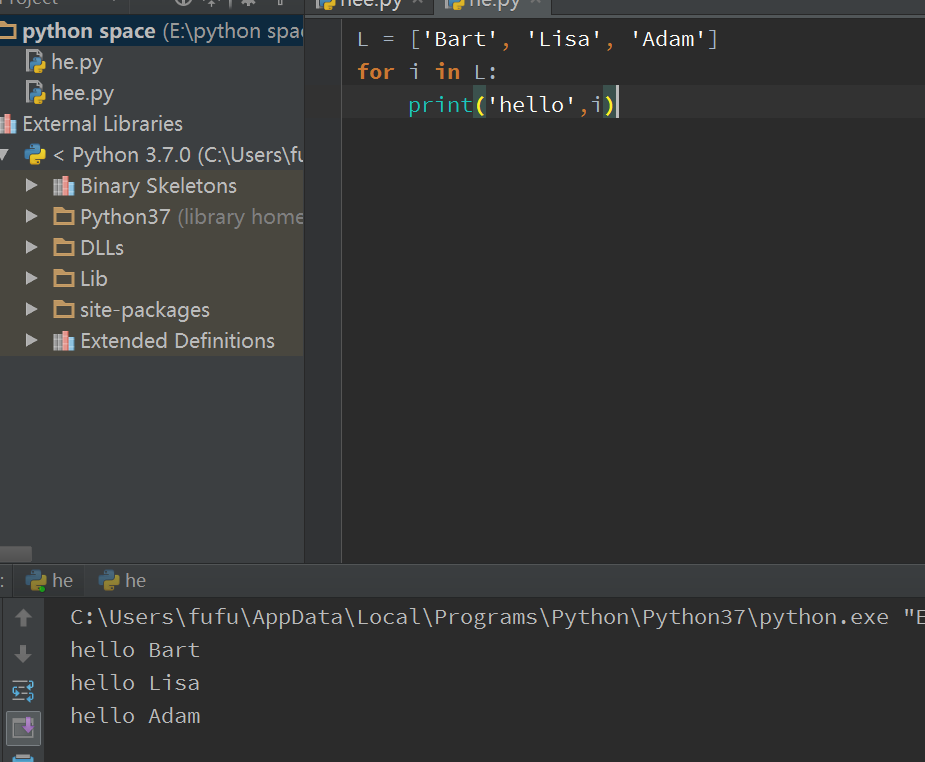 hee.py
he.py
python space (E:\python spac
he.py
hee.py
External Libraries
< Python 3.7.0 (C:\Users\fu
Binary Skeletons
Python37 (library home
DLLs
Lib
site-packages
Extended Definitions
L = ['Bart', 'Lisa', 'Adam']
for i in L:
    print('hello',i)
he
he
C:\Users\fufu\AppData\Local\Programs\Python\Python37\python.exe "E
hello Bart
hello Lisa
hello Adam